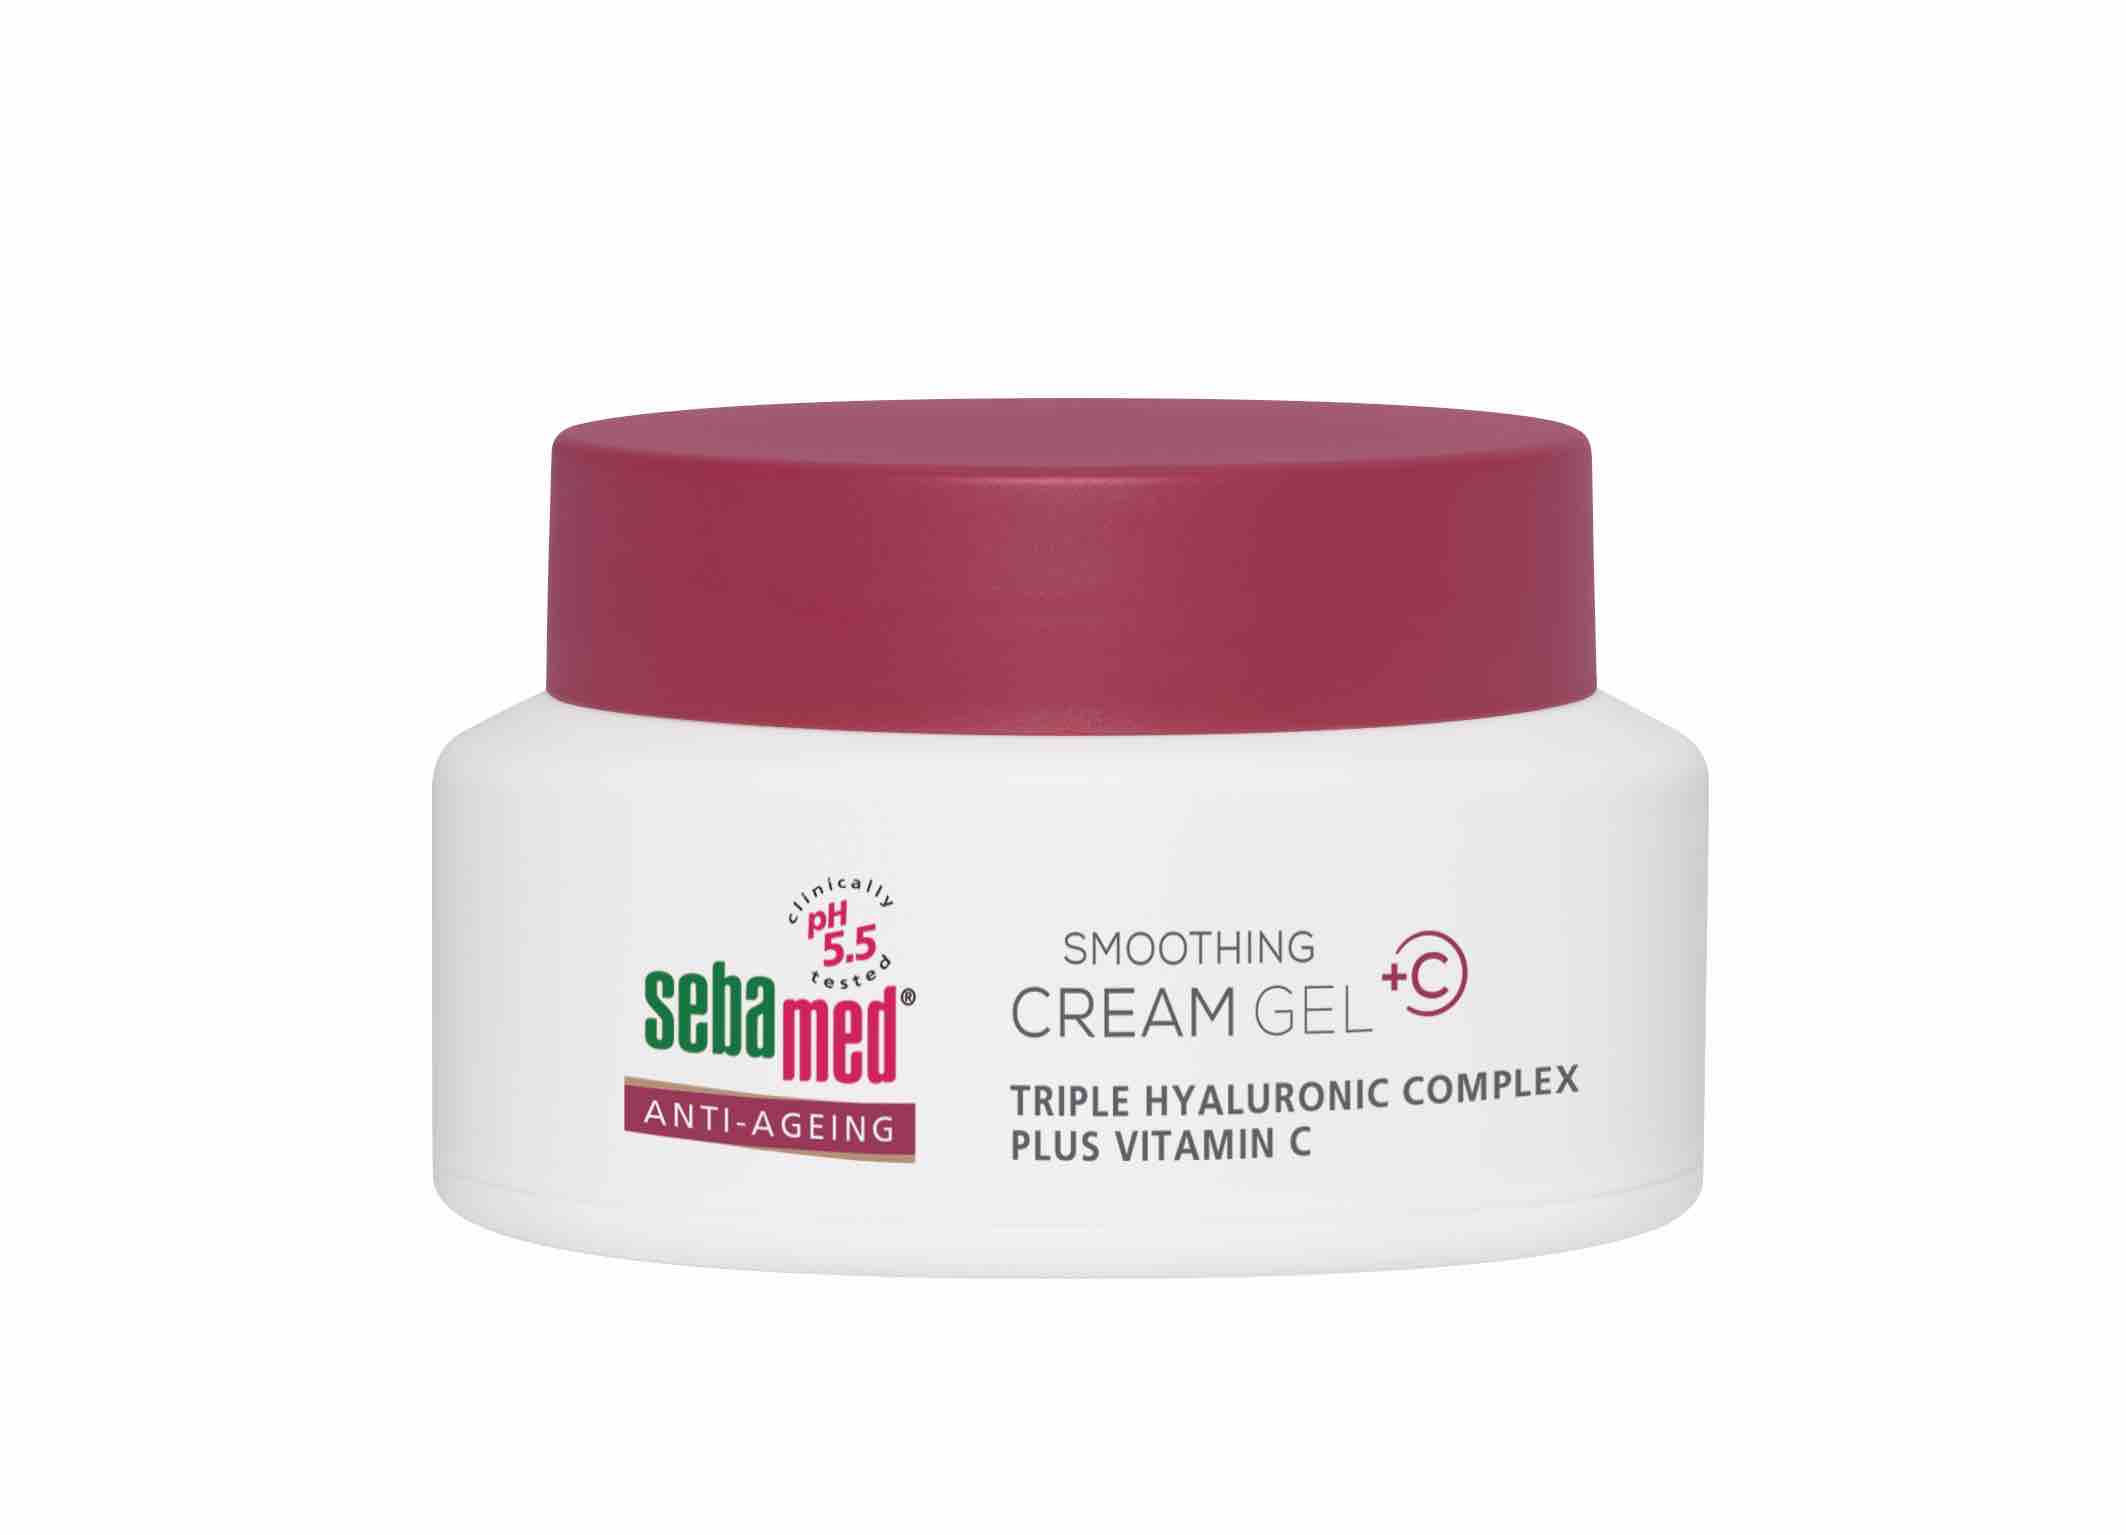 clinically
pH
5.5
tested
sebamed®
ANTI-AGEING
SMOOTHING
CREAM GEL +C
TRIPLE HYALURONIC COMPLEX
PLUS VITAMIN C